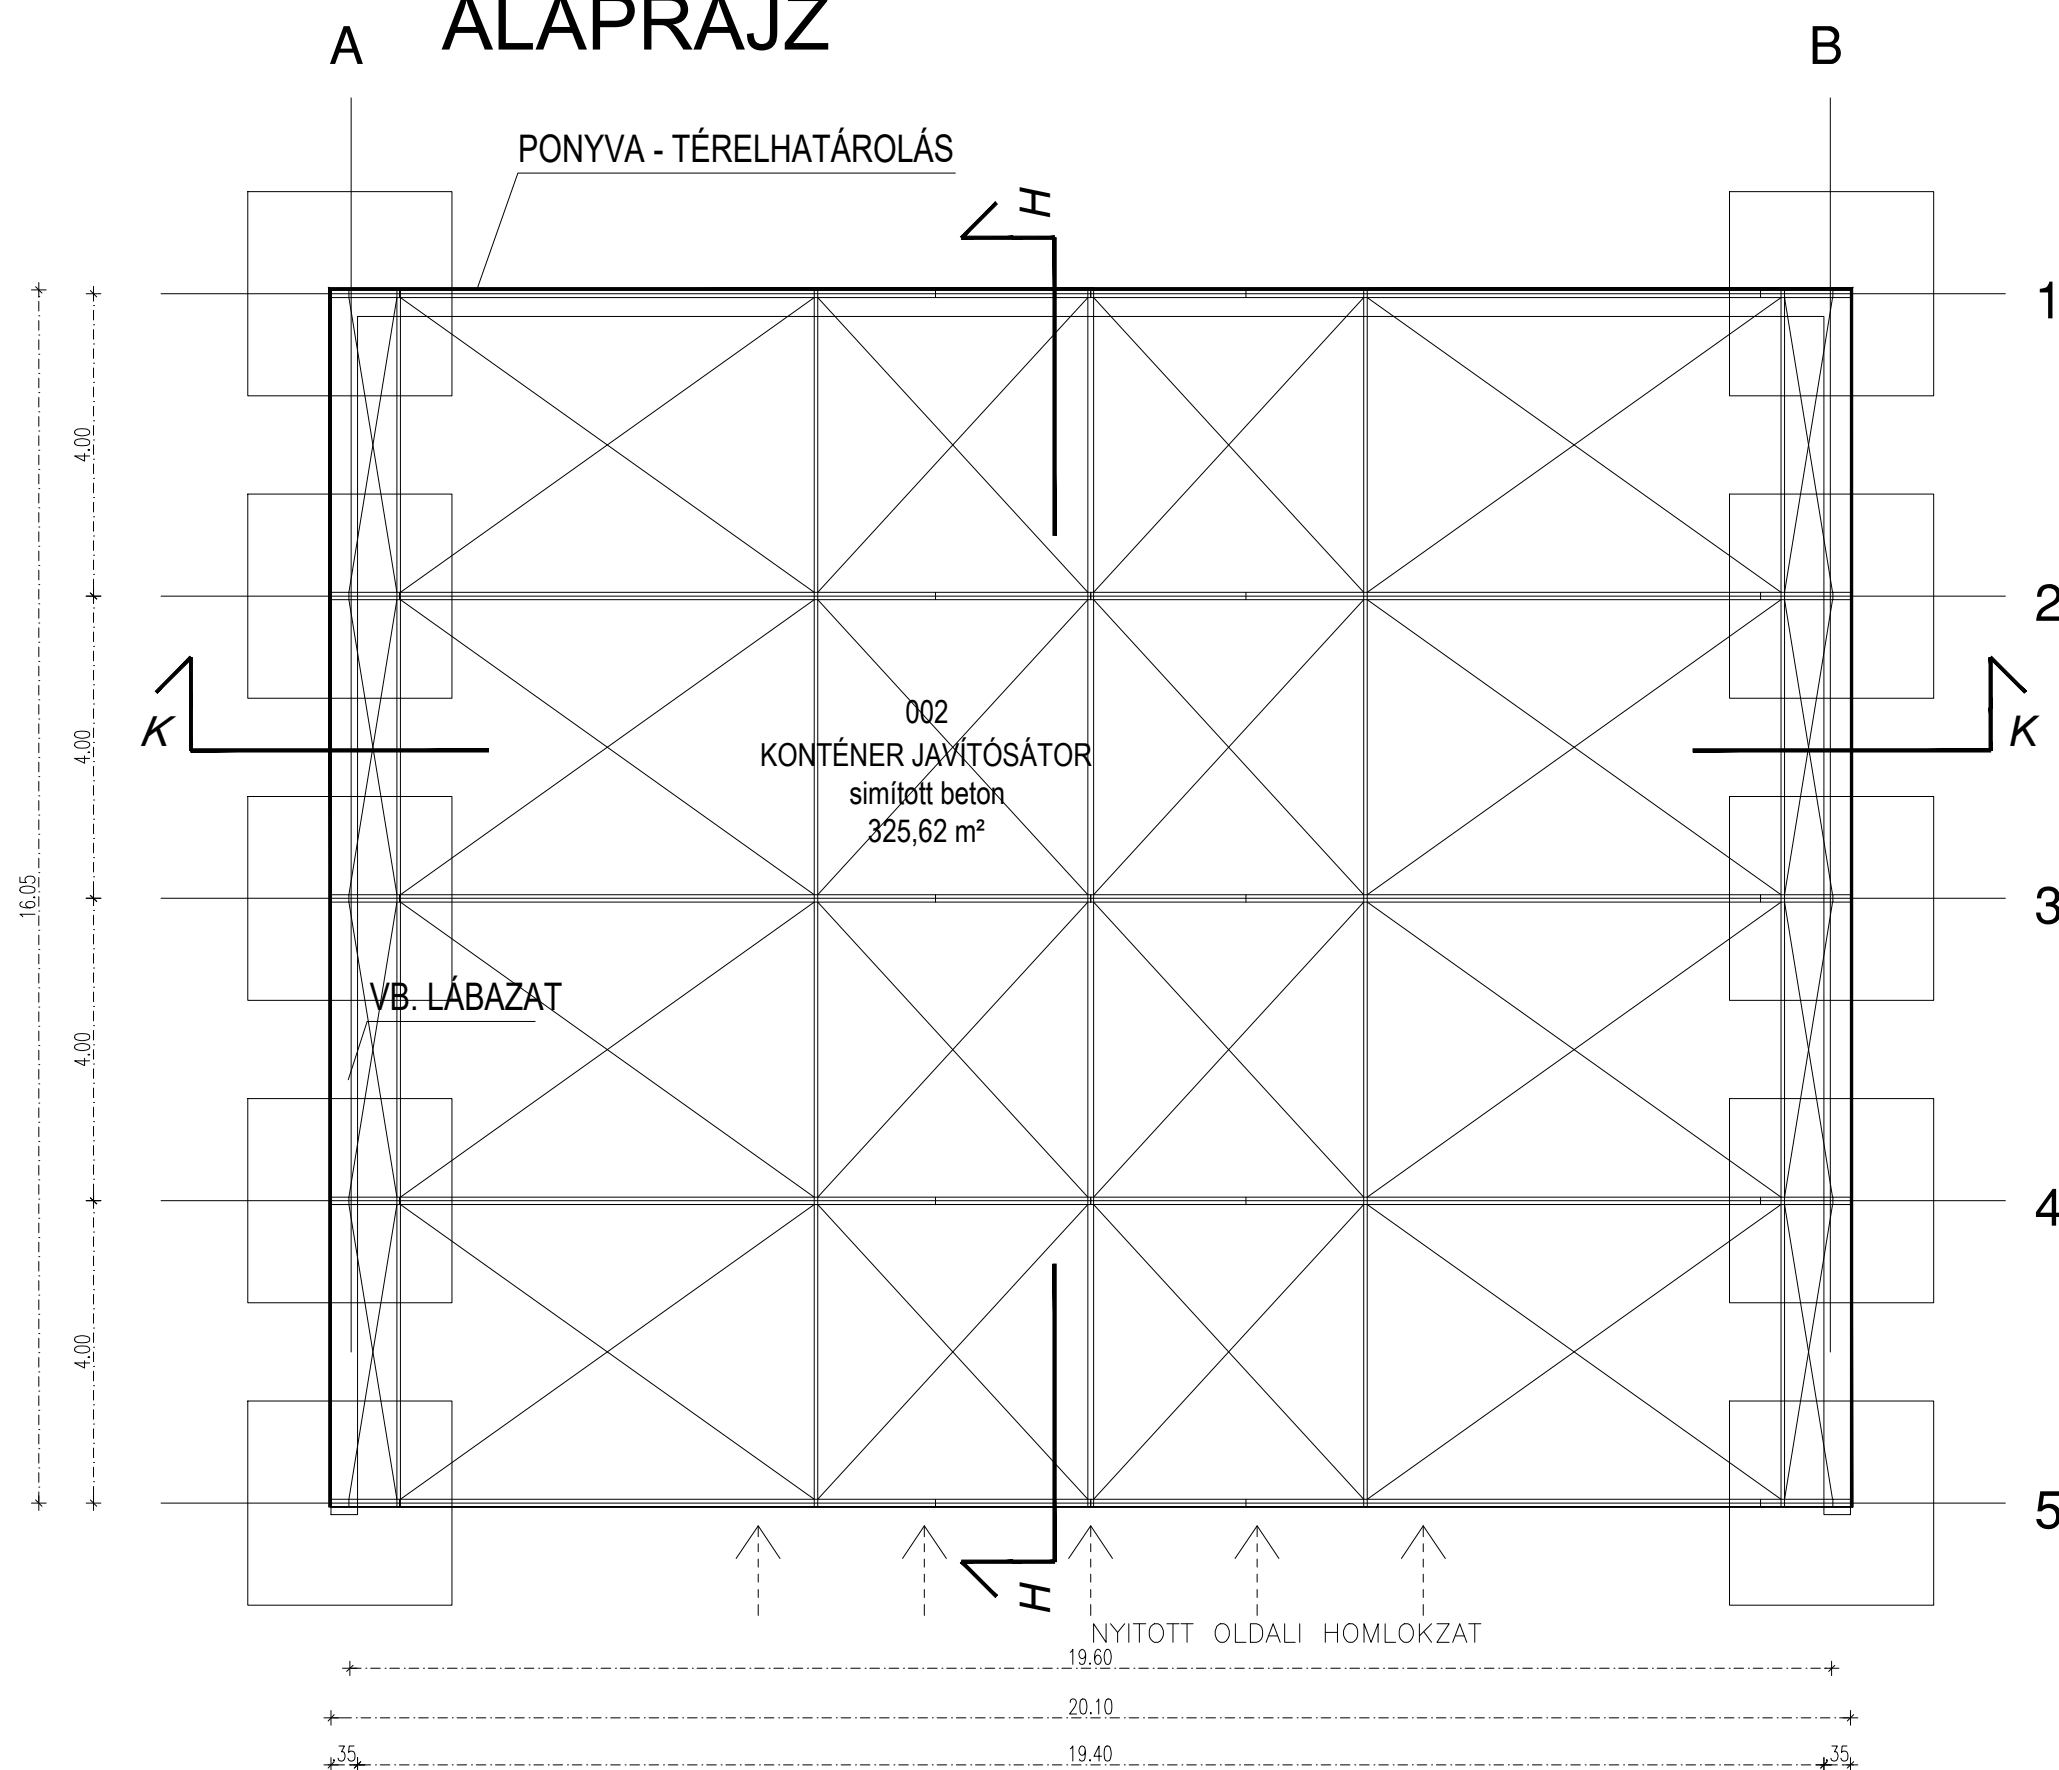 ALAPRAJZ
A
B
PONYVA - TÉRELHATÁROLÁS
H
1
4.00
2
K
4.00
002
KONTÉNER JAVÍTÓSÁTOR
simított beton
325,62 m²
K
16.05
3
VB. LÁBAZAT
4.00
4
4.00
5
H
NYITOTT OLDALI HOMLOKZAT
19.60
20.10
.35
19.40
.35